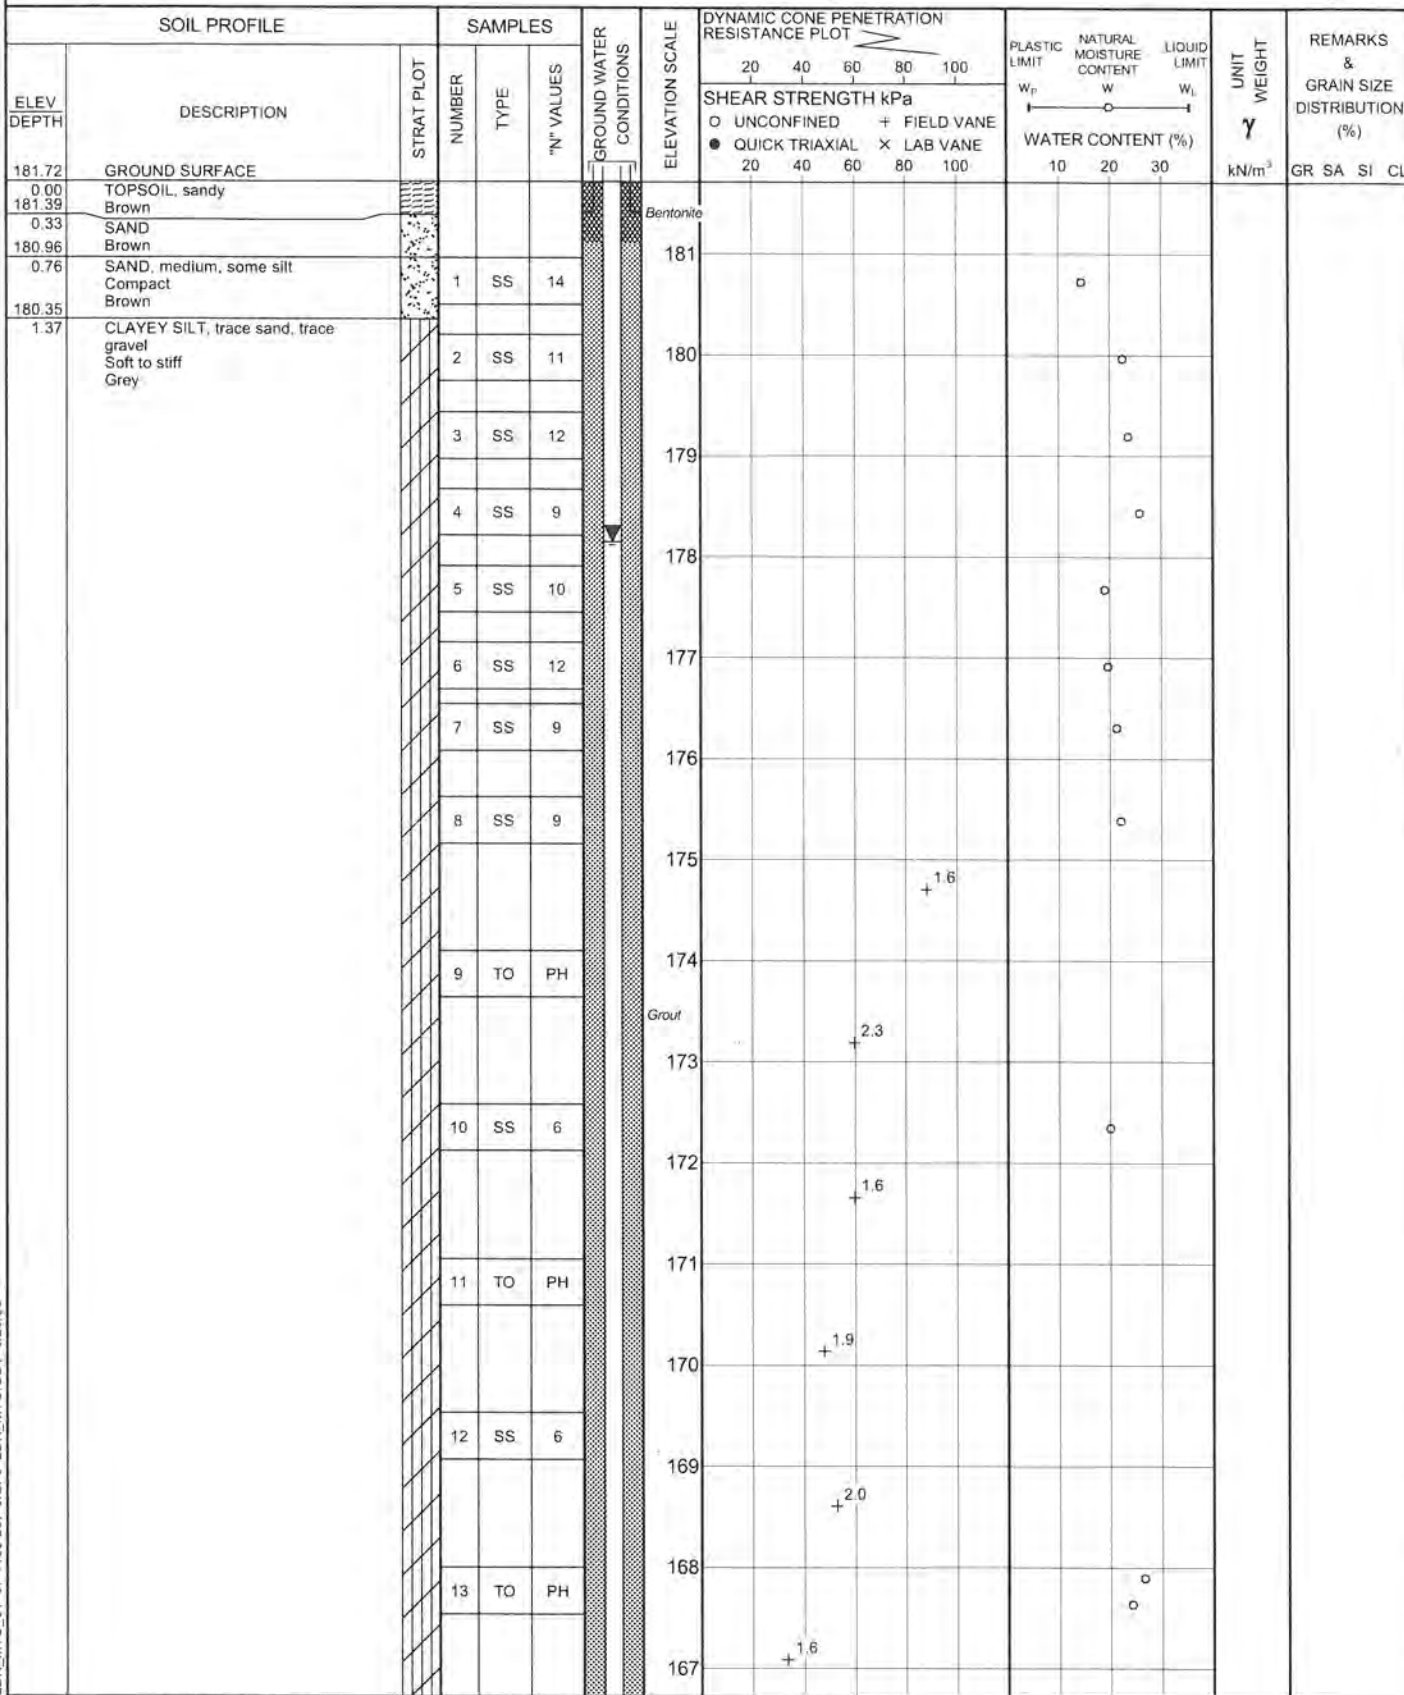 SOIL PROFILE
SAMPLES
GROUND WATER CONDITIONS
ELEVATION SCALE
DYNAMIC CONE PENETRATION
RESISTANCE PLOT
20 40 60 80 100
SHEAR STRENGTH kPa
O UNCONFINED + FIELD VANE
● QUICK TRIAXIAL × LAB VANE
20 40 60 80 100
PLASTIC LIMIT
NATURAL MOISTURE CONTENT
LIQUID LIMIT
WP W WL
WATER CONTENT (%)
10 20 30
UNIT WEIGHT
γ
kN/m³
REMARKS
&
GRAIN SIZE
DISTRIBUTION
(%)
GR SA SI CL
ELEV
DEPTH
DESCRIPTION
STRAT PLOT
NUMBER
TYPE
"N" VALUES
181.72 GROUND SURFACE
0.00 TOPSOIL, sandy
181.39 Brown
0.33 SAND
180.96 Brown
0.76 SAND, medium, some silt
Compact
Brown
180.35
1.37 CLAYEY SILT, trace sand, trace
gravel
Soft to stiff
Grey
Bentonite
181
1 SS 14
180
2 SS 11
3 SS 12
179
4 SS 9
178
5 SS 10
177
6 SS 12
7 SS 9
176
8 SS 9
175
1.6
174
9 TO PH
Grout
2.3
173
10 SS 6
172
1.6
171
11 TO PH
1.9
170
12 SS 6
169
2.0
168
13 TO PH
1.6
167